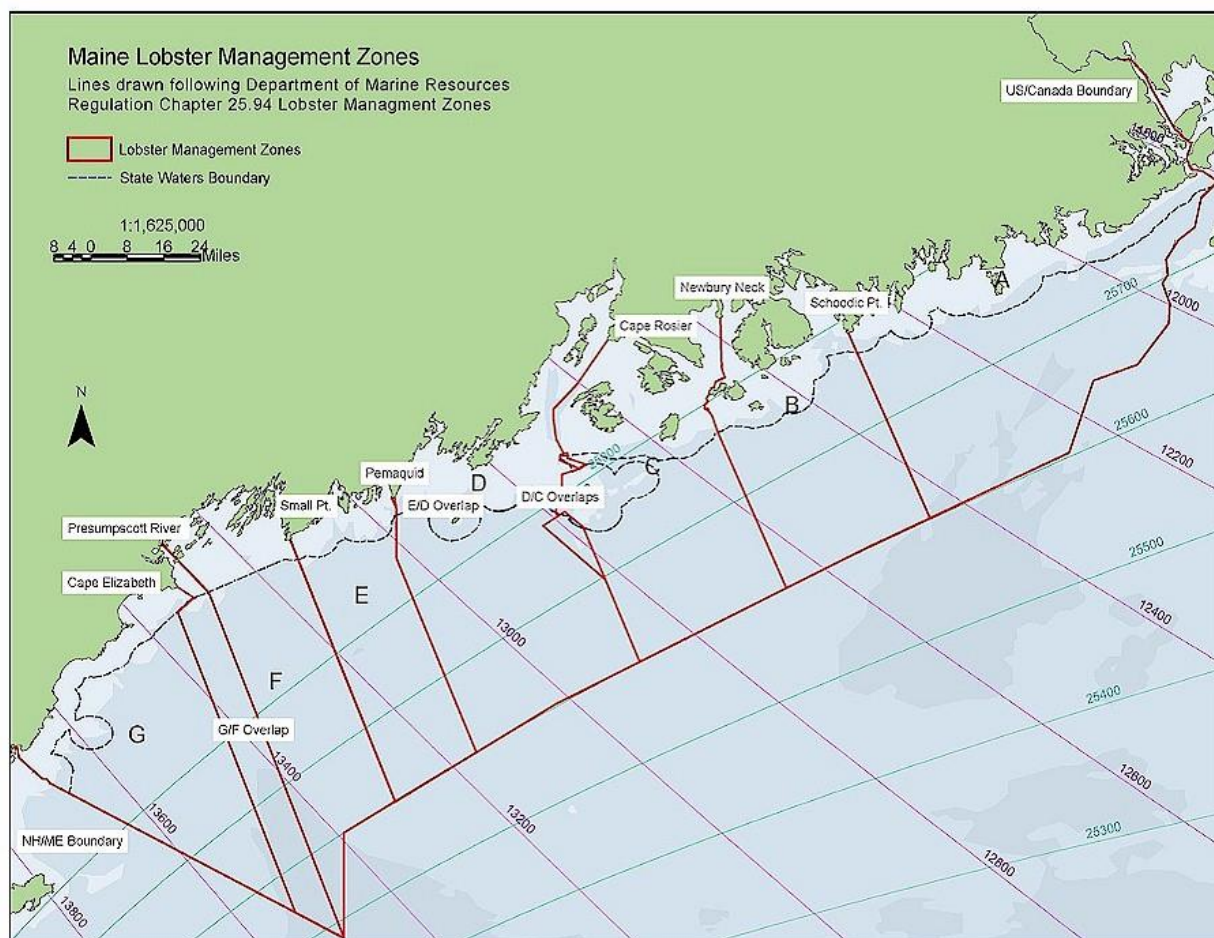 Maine Lobster Management Zones
Lines drawn following Department of Marine Resources
Regulation Chapter 25.94 Lobster Managment Zones
Lobster Management Zones
State Waters Boundary
1:1,625,000
8 4 0 8 16 24
Miles
US/Canada Boundary
Newbury Neck
Schoodic Pt.
Cape Rosier
A
25700
12000
N
B
25600
12200
Pemaquid
D
C
Small Pt.
E/D Overlap
D/C Overlaps
Presumpscott River
25500
Cape Elizabeth
E
12400
13000
F
25400
G
G/F Overlap
13400
12600
13600
13200
25300
NH/ME Boundary
12800
13800